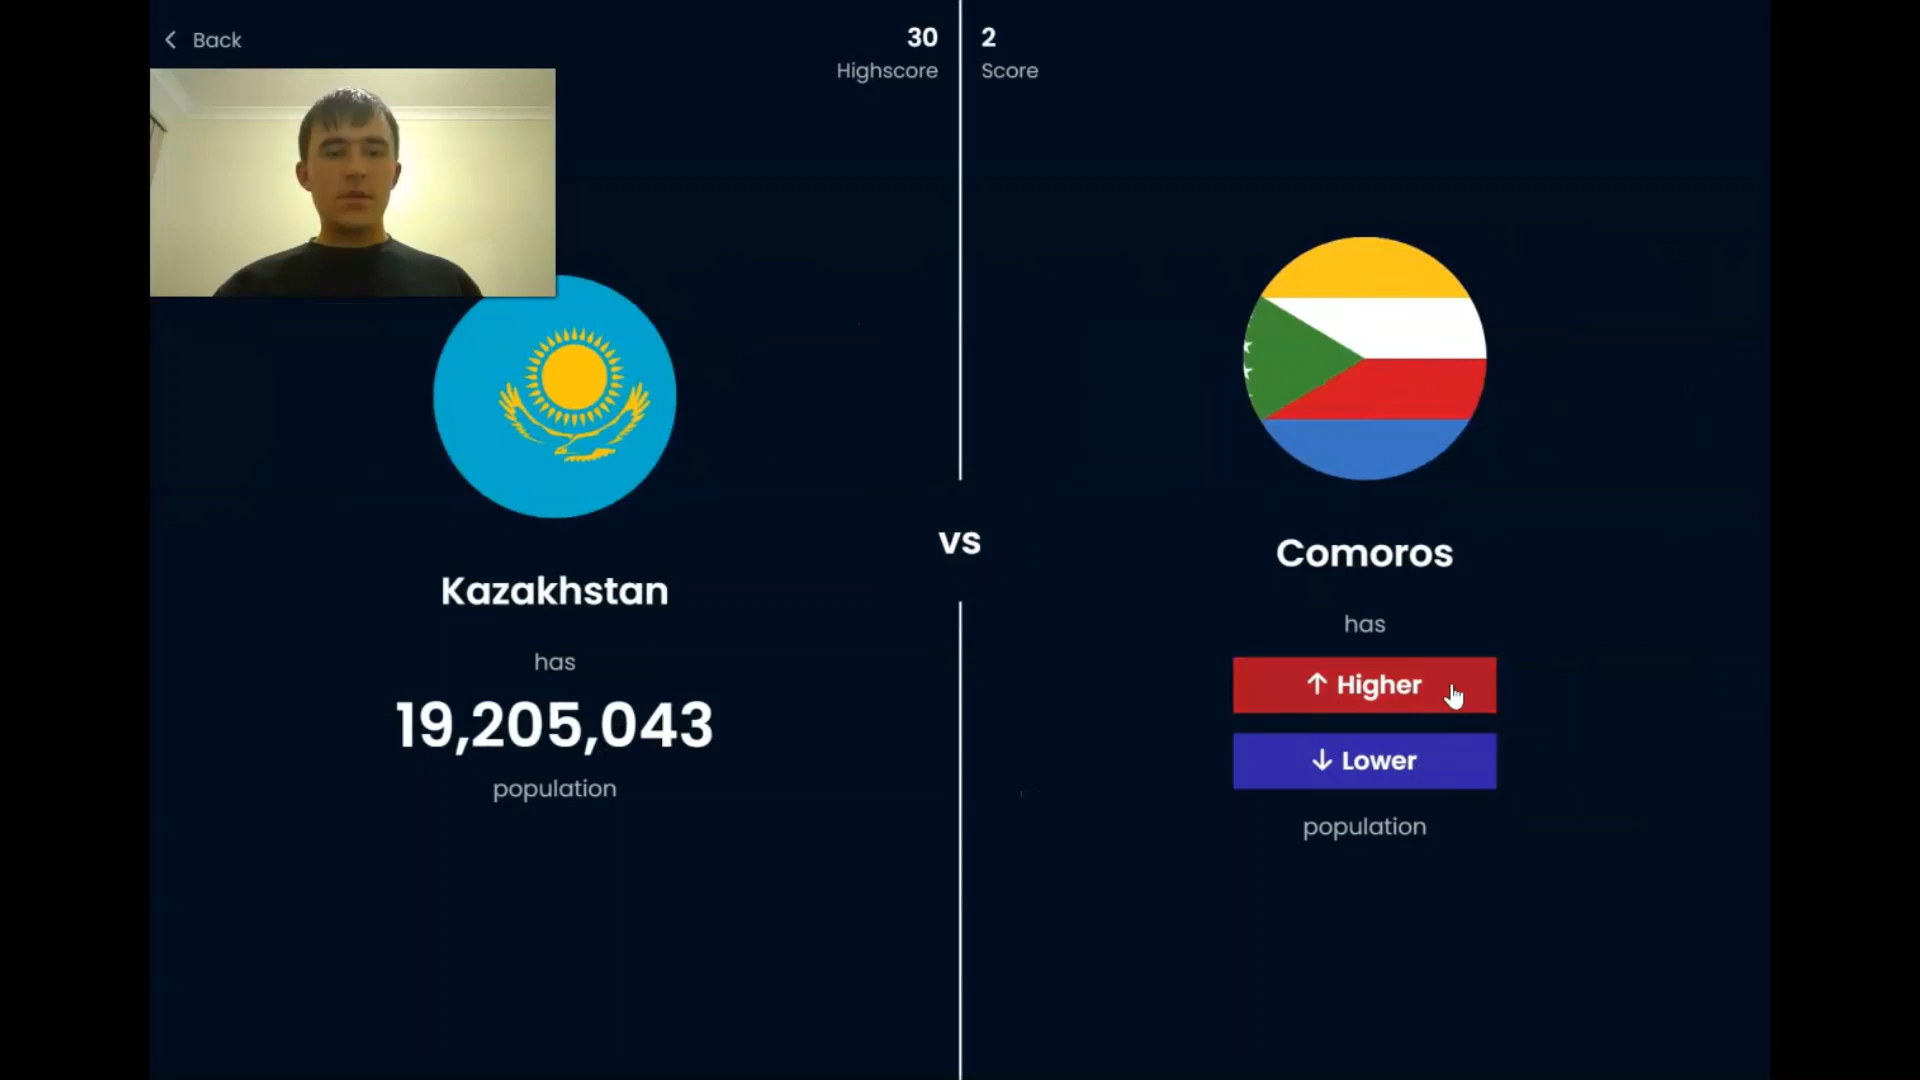 Back
30
Highscore
2
Score
Kazakhstan
has
19,205,043
population
vs
Comoros
has
↑ Higher
↓ Lower
population